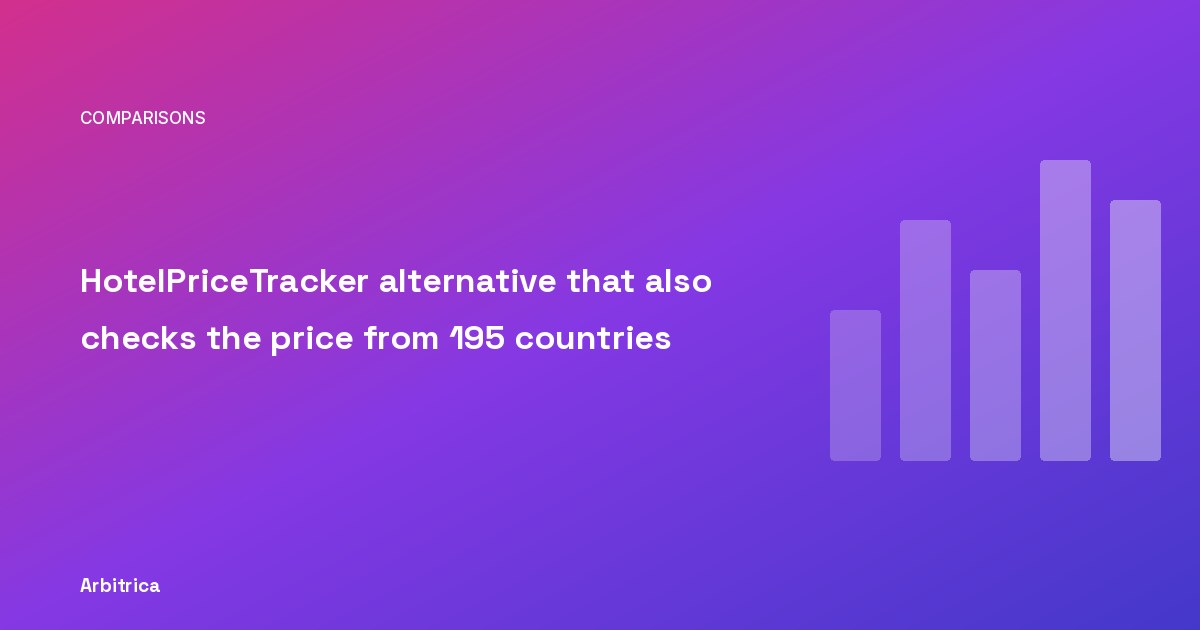 COMPARISONS
HotelPriceTracker alternative that also
checks the price from 195 countries
Arbitrica